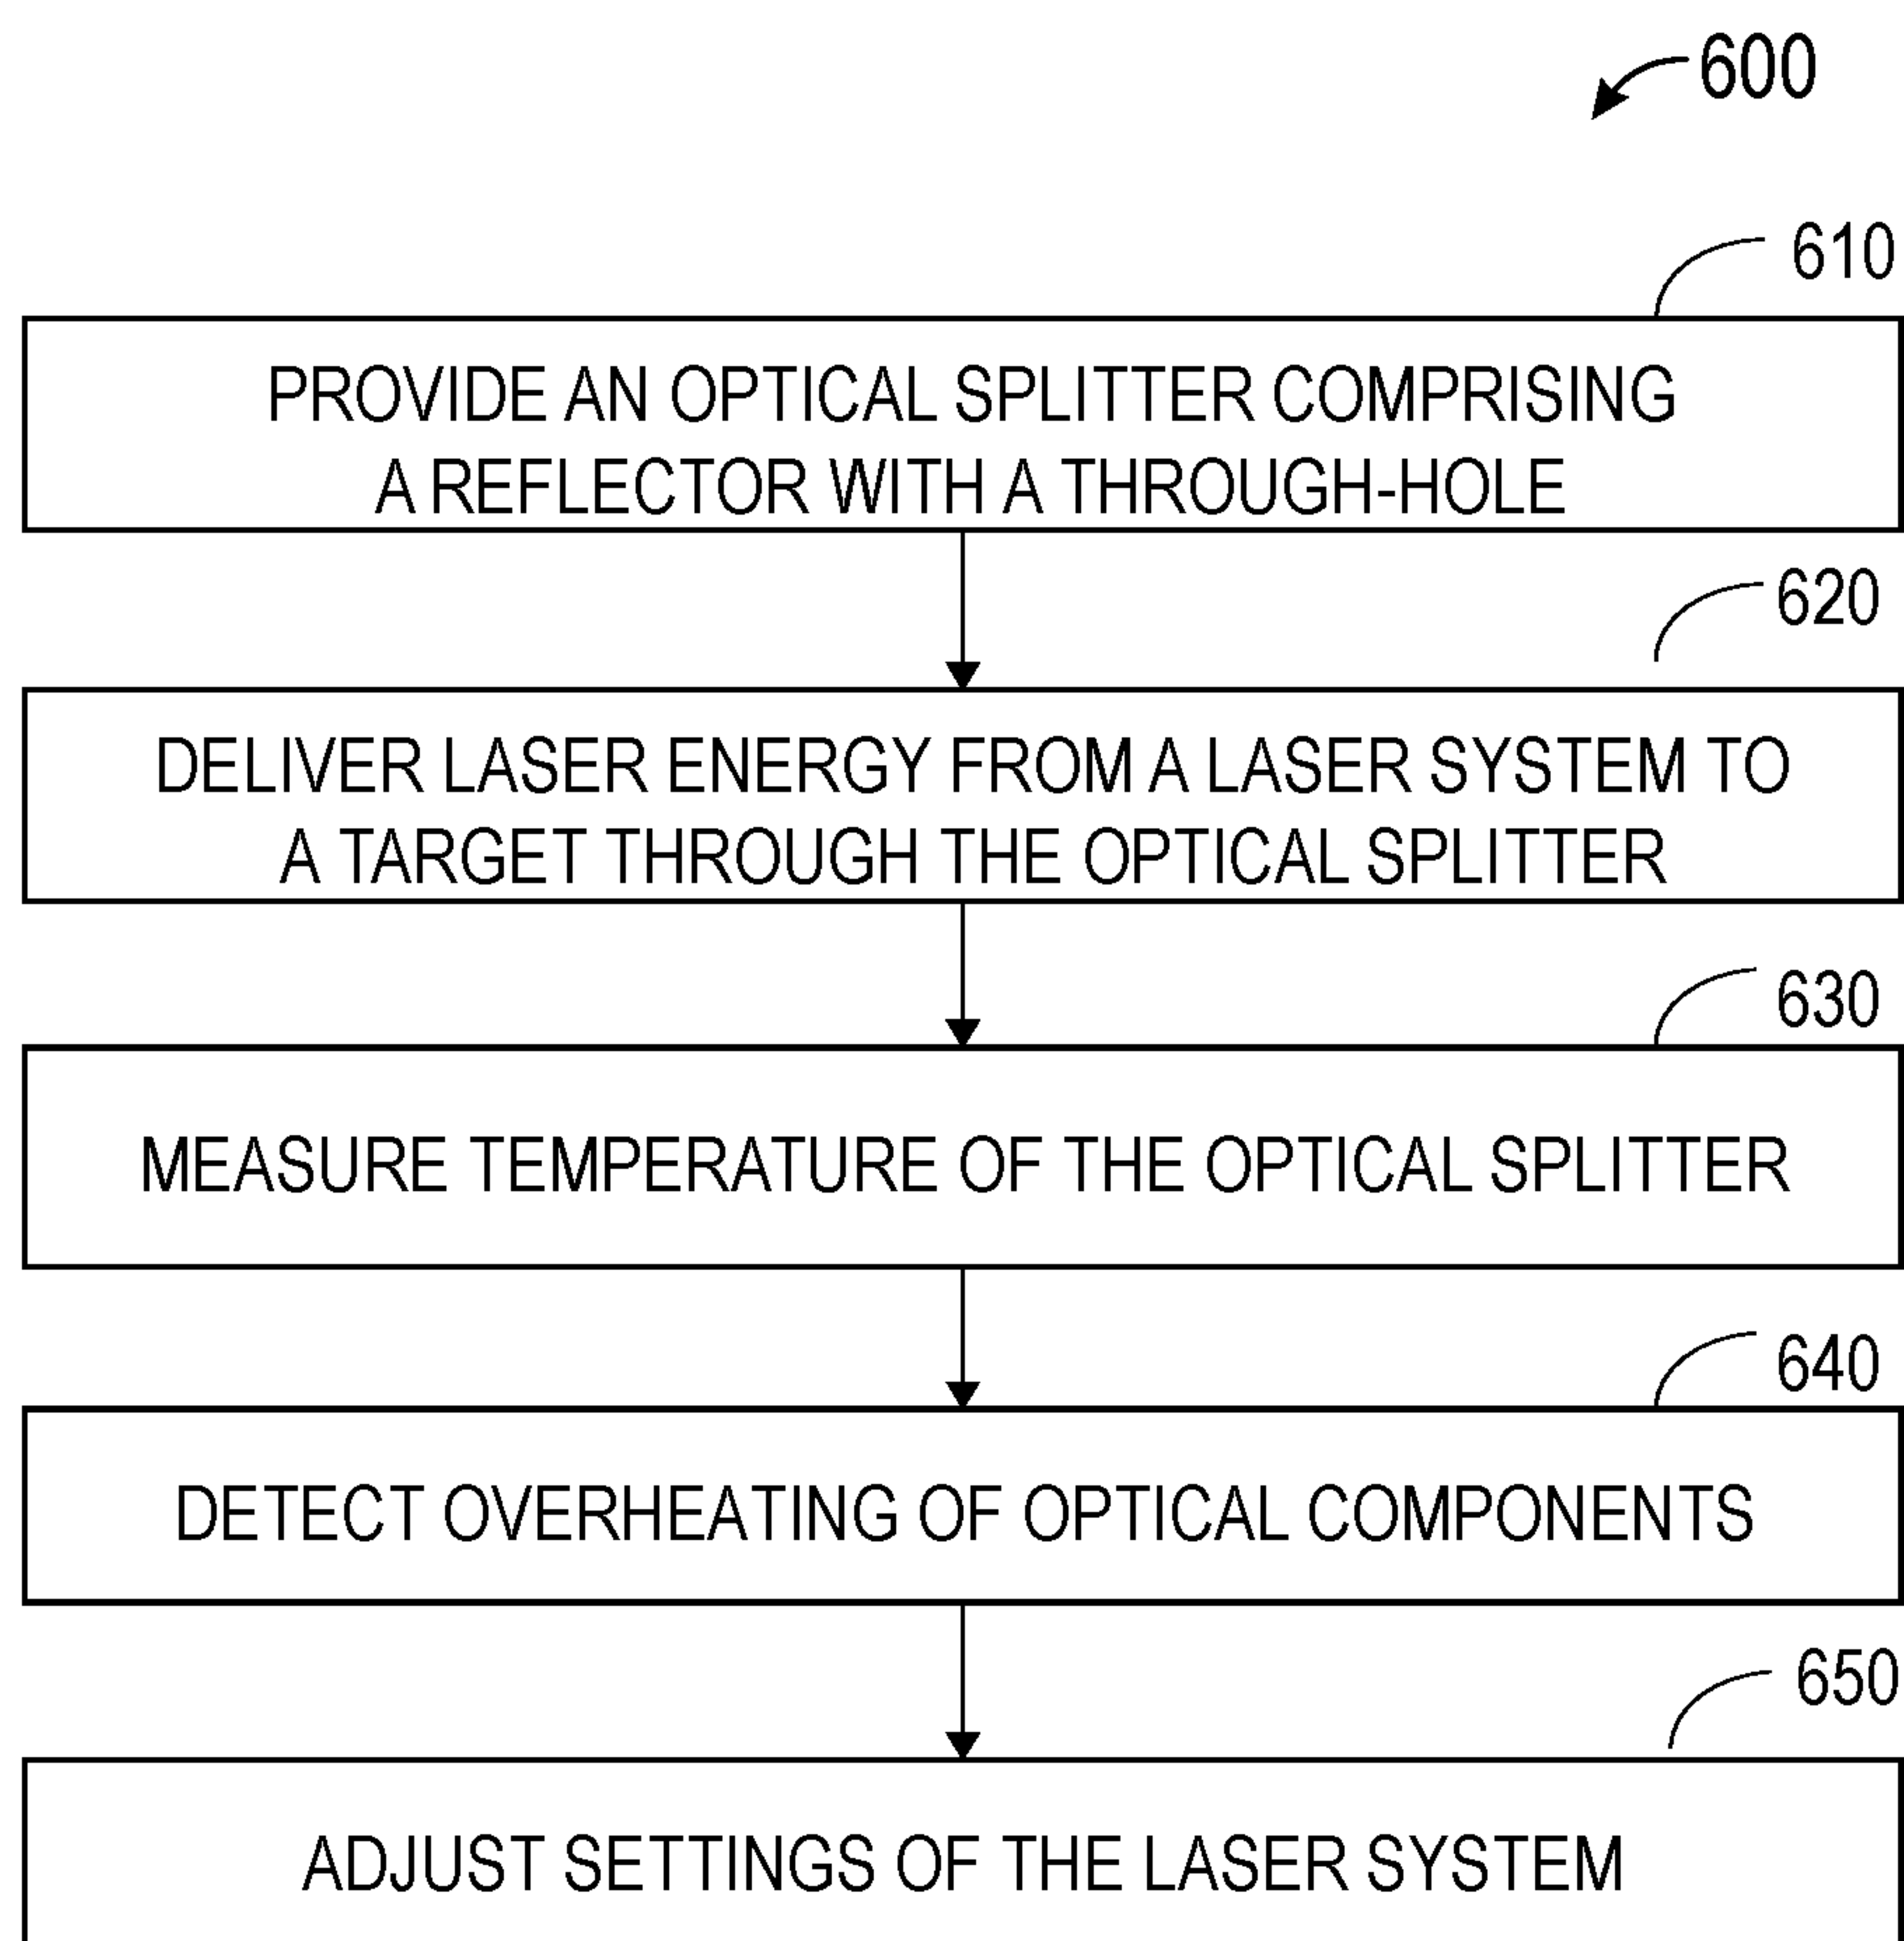 600
610
PROVIDE AN OPTICAL SPLITTER COMPRISING
A REFLECTOR WITH A THROUGH-HOLE
620
DELIVER LASER ENERGY FROM A LASER SYSTEM TO
A TARGET THROUGH THE OPTICAL SPLITTER
630
MEASURE TEMPERATURE OF THE OPTICAL SPLITTER
640
DETECT OVERHEATING OF OPTICAL COMPONENTS
650
ADJUST SETTINGS OF THE LASER SYSTEM